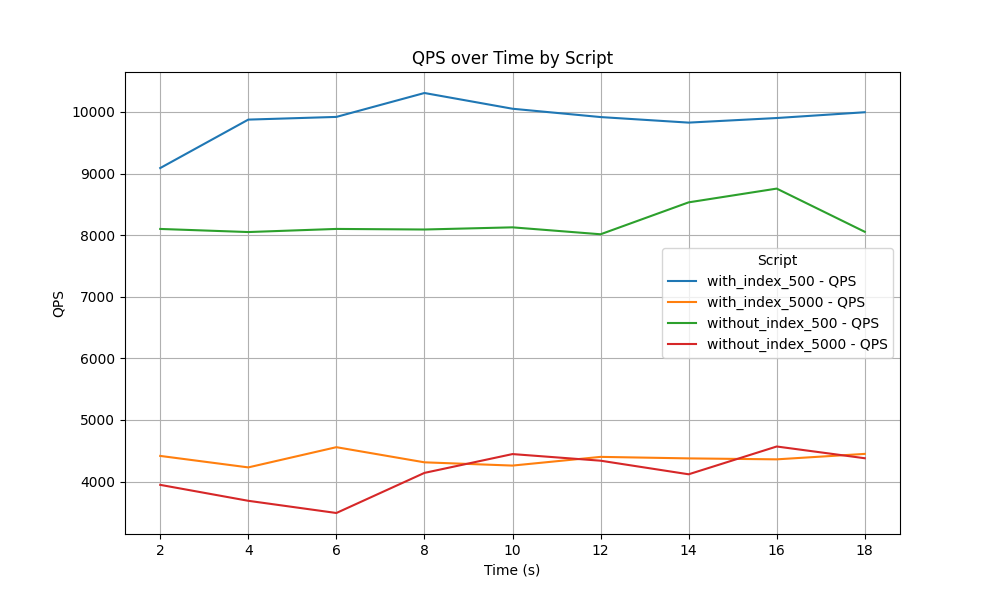 QPS over Time by Script
10000
9000
8000
7000
6000
5000
4000
QPS
Script
with_index_500 - QPS
with_index_5000 - QPS
without_index_500 - QPS
without_index_5000 - QPS
2 4 6 8 10 12 14 16 18
Time (s)